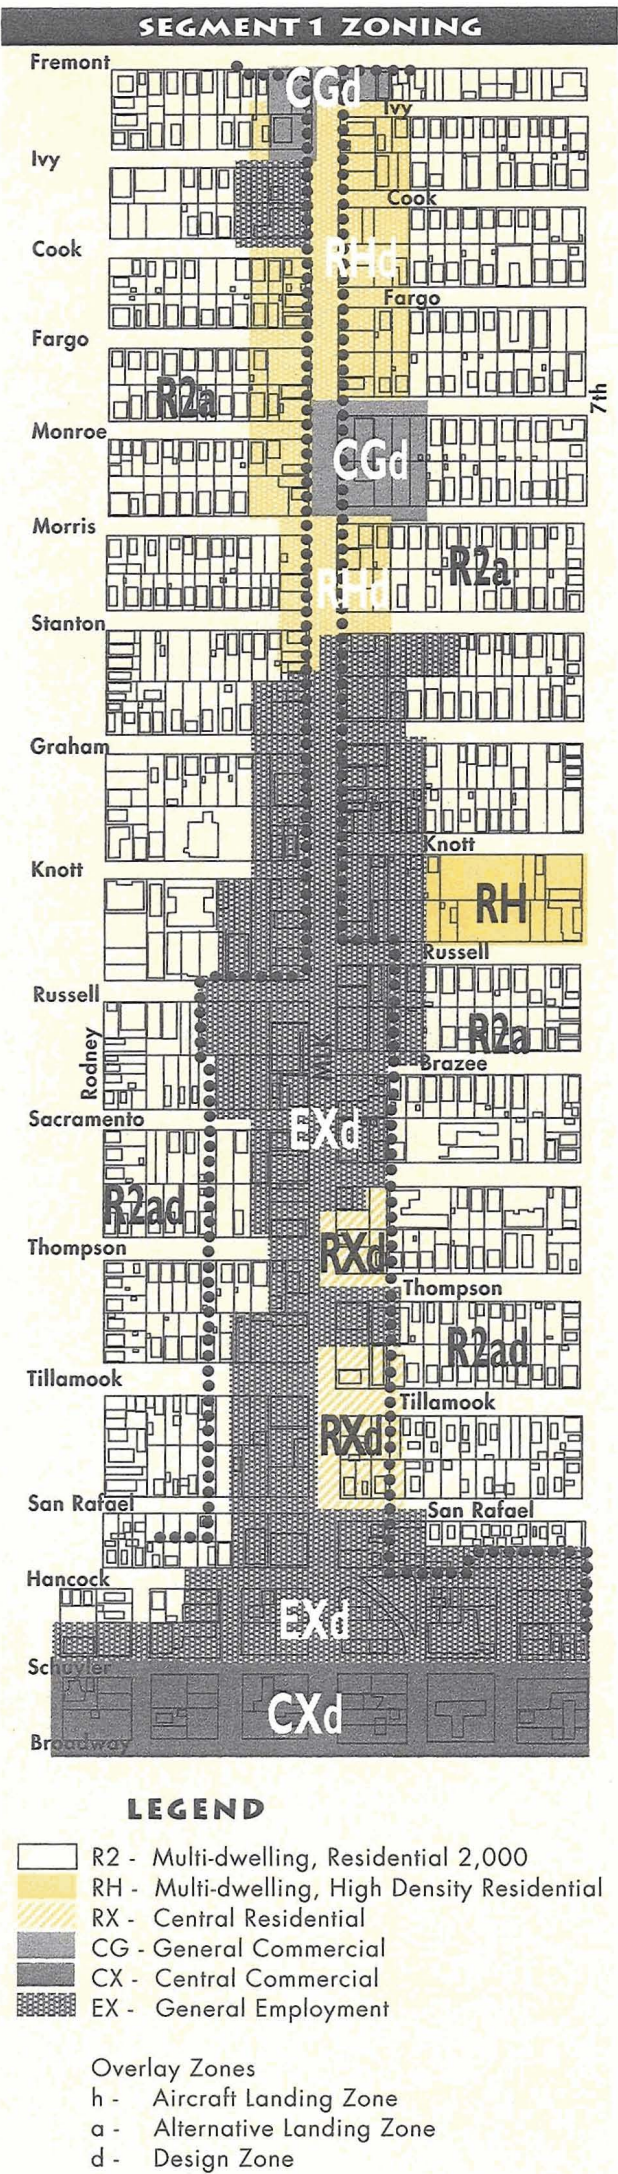 SEGMENT 1 ZONING
Fremont
CGd
Ivy
Ivy
Cook
Cook
RHd
Fargo
Fargo
R2a
7th
Monroe
CGd
Morris
R2a
RHd
Stanton
Graham
Knott
Knott
RH
Russell
Russell
R2a
MLK
Rodney
Brazee
Sacramento
EXd
R2ad
RXd
Thompson
Thompson
R2ad
Tillamook
Tillamook
RXd
San Rafael
San Rafael
Hancock
EXd
Schuyler
CXd
Broadway
LEGEND
R2 - Multi-dwelling, Residential 2,000
RH - Multi-dwelling, High Density Residential
RX - Central Residential
CG - General Commercial
CX - Central Commercial
EX - General Employment
Overlay Zones
h - Aircraft Landing Zone
a - Alternative Landing Zone
d - Design Zone